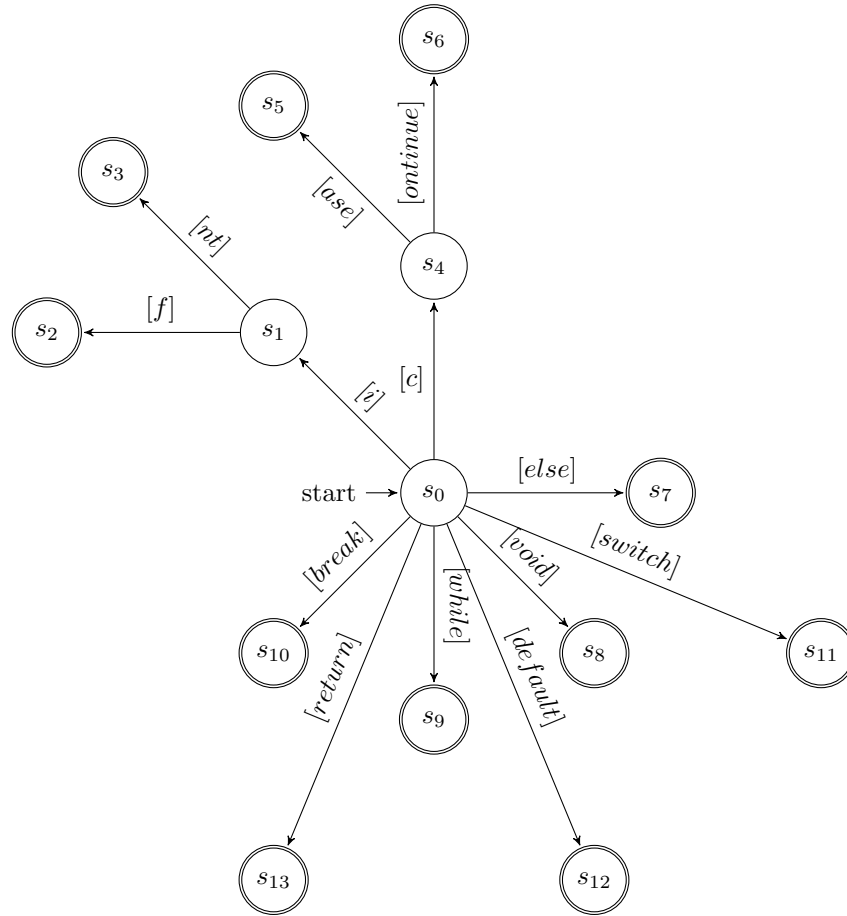 s6
s5
[ontinue]
s3
[ase]
[nt]
s4
s2
[f]
s1
[c]
[i]
start
s0
[else]
s7
[break]
[void]
[switch]
[while]
s10
[return]
[default]
s8
s11
s9
s13
s12